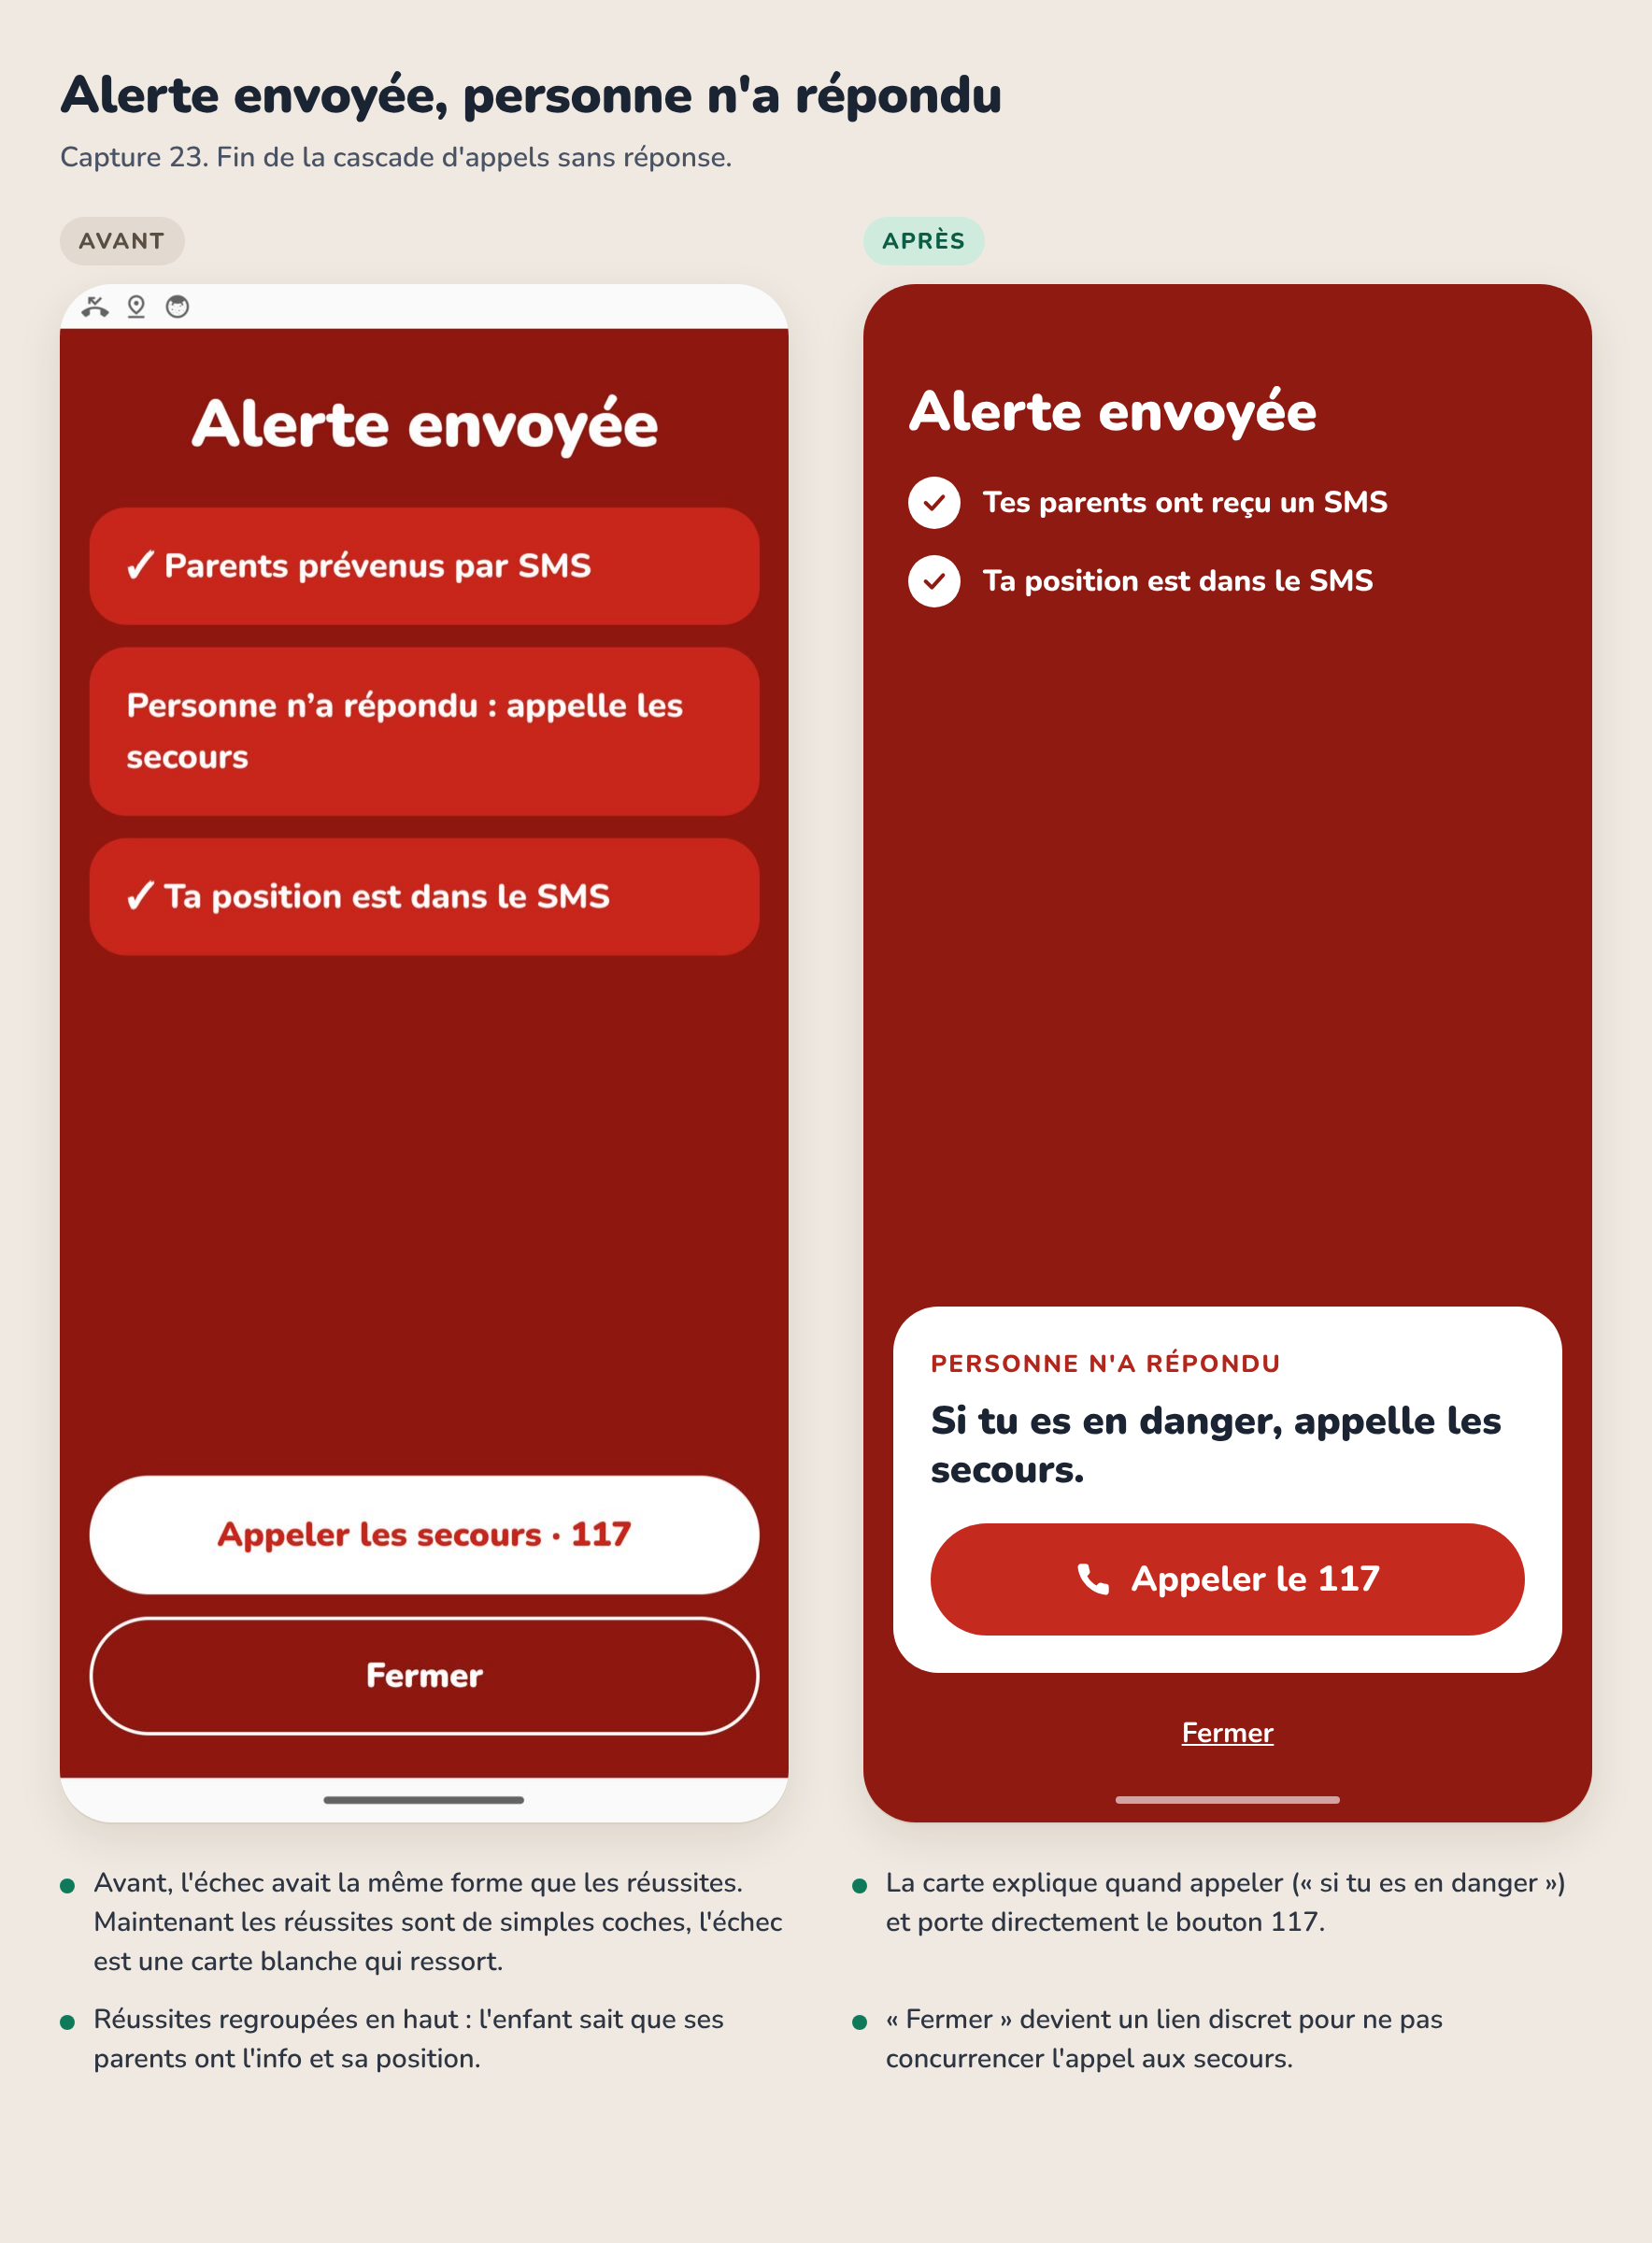 Alerte envoyée, personne n'a répondu
Capture 23. Fin de la cascade d'appels sans réponse.
AVANT
Alerte envoyée
✓ Parents prévenus par SMS
Personne n’a répondu : appelle les
secours
✓ Ta position est dans le SMS
Appeler les secours · 117
Fermer
APRÈS
Alerte envoyée
Tes parents ont reçu un SMS
Ta position est dans le SMS
PERSONNE N'A RÉPONDU
Si tu es en danger, appelle les
secours.
Appeler le 117
Fermer
Avant, l'échec avait la même forme que les réussites.
Maintenant les réussites sont de simples coches, l'échec
est une carte blanche qui ressort.
La carte explique quand appeler (« si tu es en danger »)
et porte directement le bouton 117.
Réussites regroupées en haut : l'enfant sait que ses
parents ont l'info et sa position.
« Fermer » devient un lien discret pour ne pas
concurrencer l'appel aux secours.